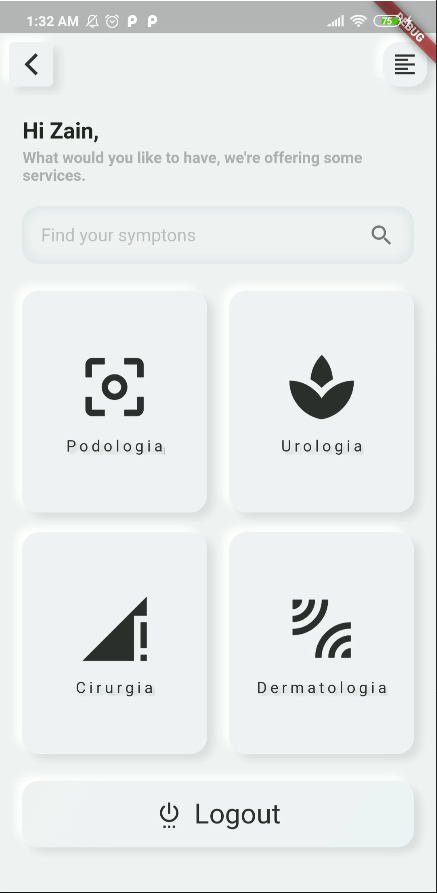 1:32 AM
75
DEBUG
Hi Zain,
What would you like to have, we're offering some
services.
Find your symptons
Podologia
Urologia
Cirurgia
Dermatologia
Logout